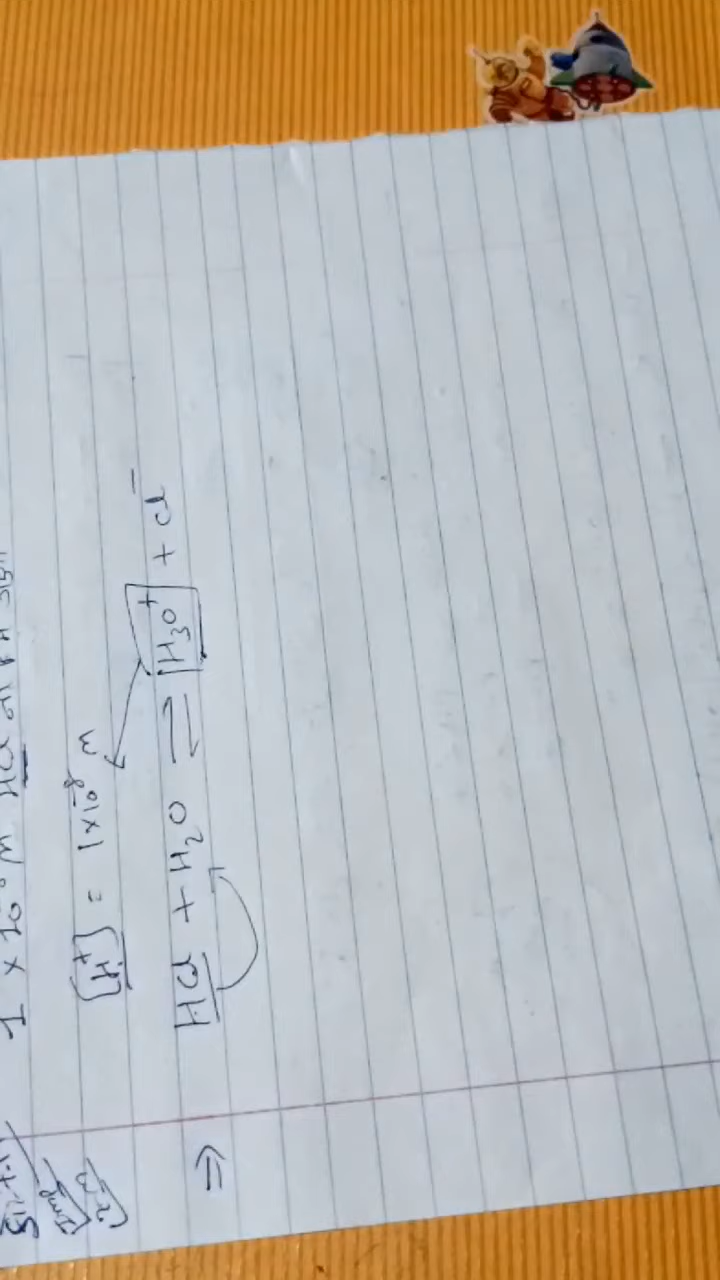 1 × 10⁻⁸ M HCl
[H⁺] = 1×10⁻⁸ M
⇒ HCl + H₂O ⇌ H₃O⁺ + Cl⁻